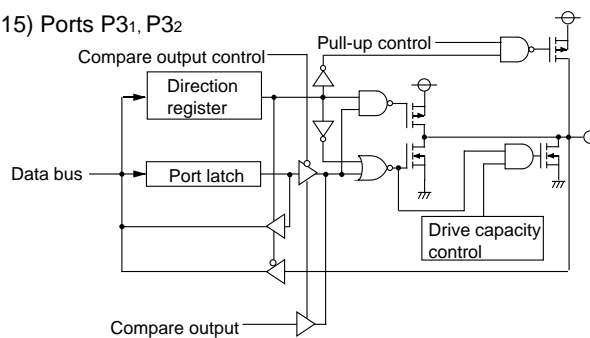 15) Ports P31, P32
Pull-up control
Compare output control
Direction
register
Data bus
Port latch
Drive capacity
control
Compare output